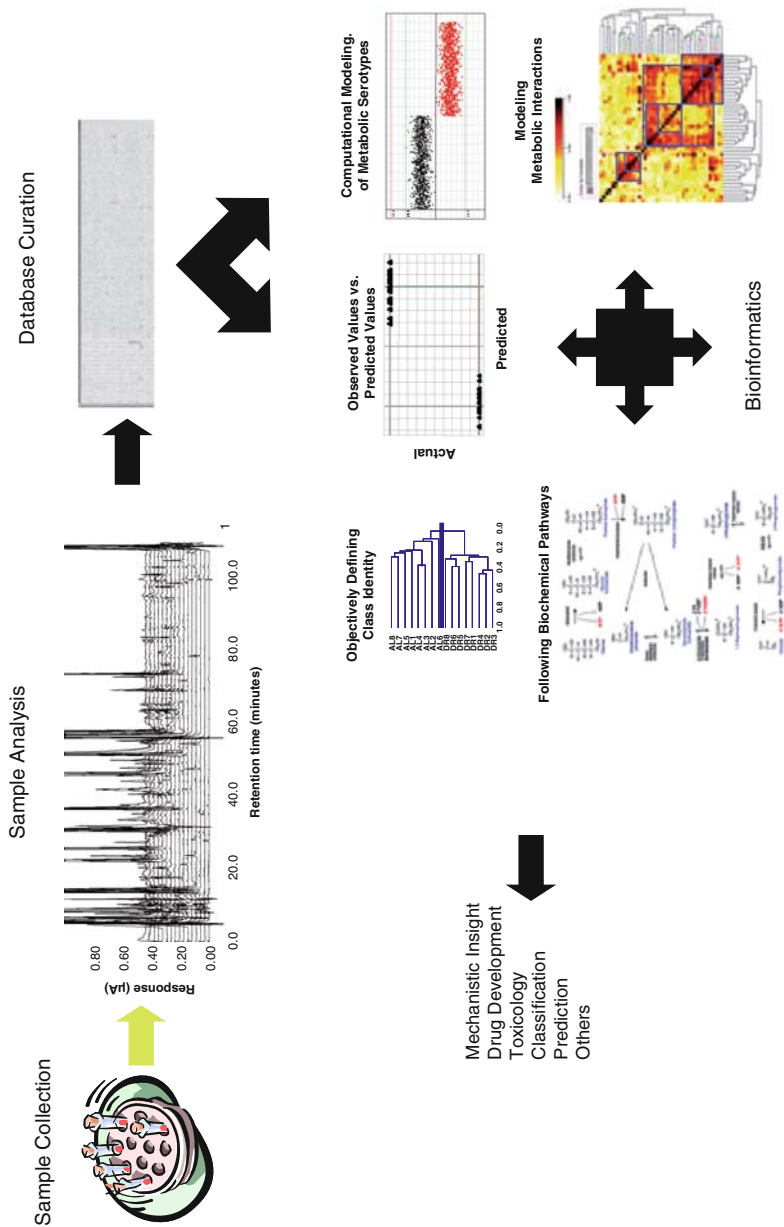 Sample Collection
Sample Analysis
Database Curation
Response (µA)
0.80
0.60
0.40
0.20
0.00
0.0
20.0
40.0
60.0
80.0
100.0
1
Retention time (minutes)
Objectively Defining
Class Identity
AL8
AL7
AL5
AL1
AL4
AL3
AL2
AL6
DR8
DR6
DR5
DR7
DR1
DR4
DR2
DR3
1.0
0.8
0.6
0.4
0.2
0.0
Observed Values vs.
Predicted Values
Actual
Predicted
Computational Modeling.
of Metabolic Serotypes
Mechanistic Insight
Drug Development
Toxicology
Classification
Prediction
Others
Following Biochemical Pathways
Bioinformatics
Modeling
Metabolic Interactions